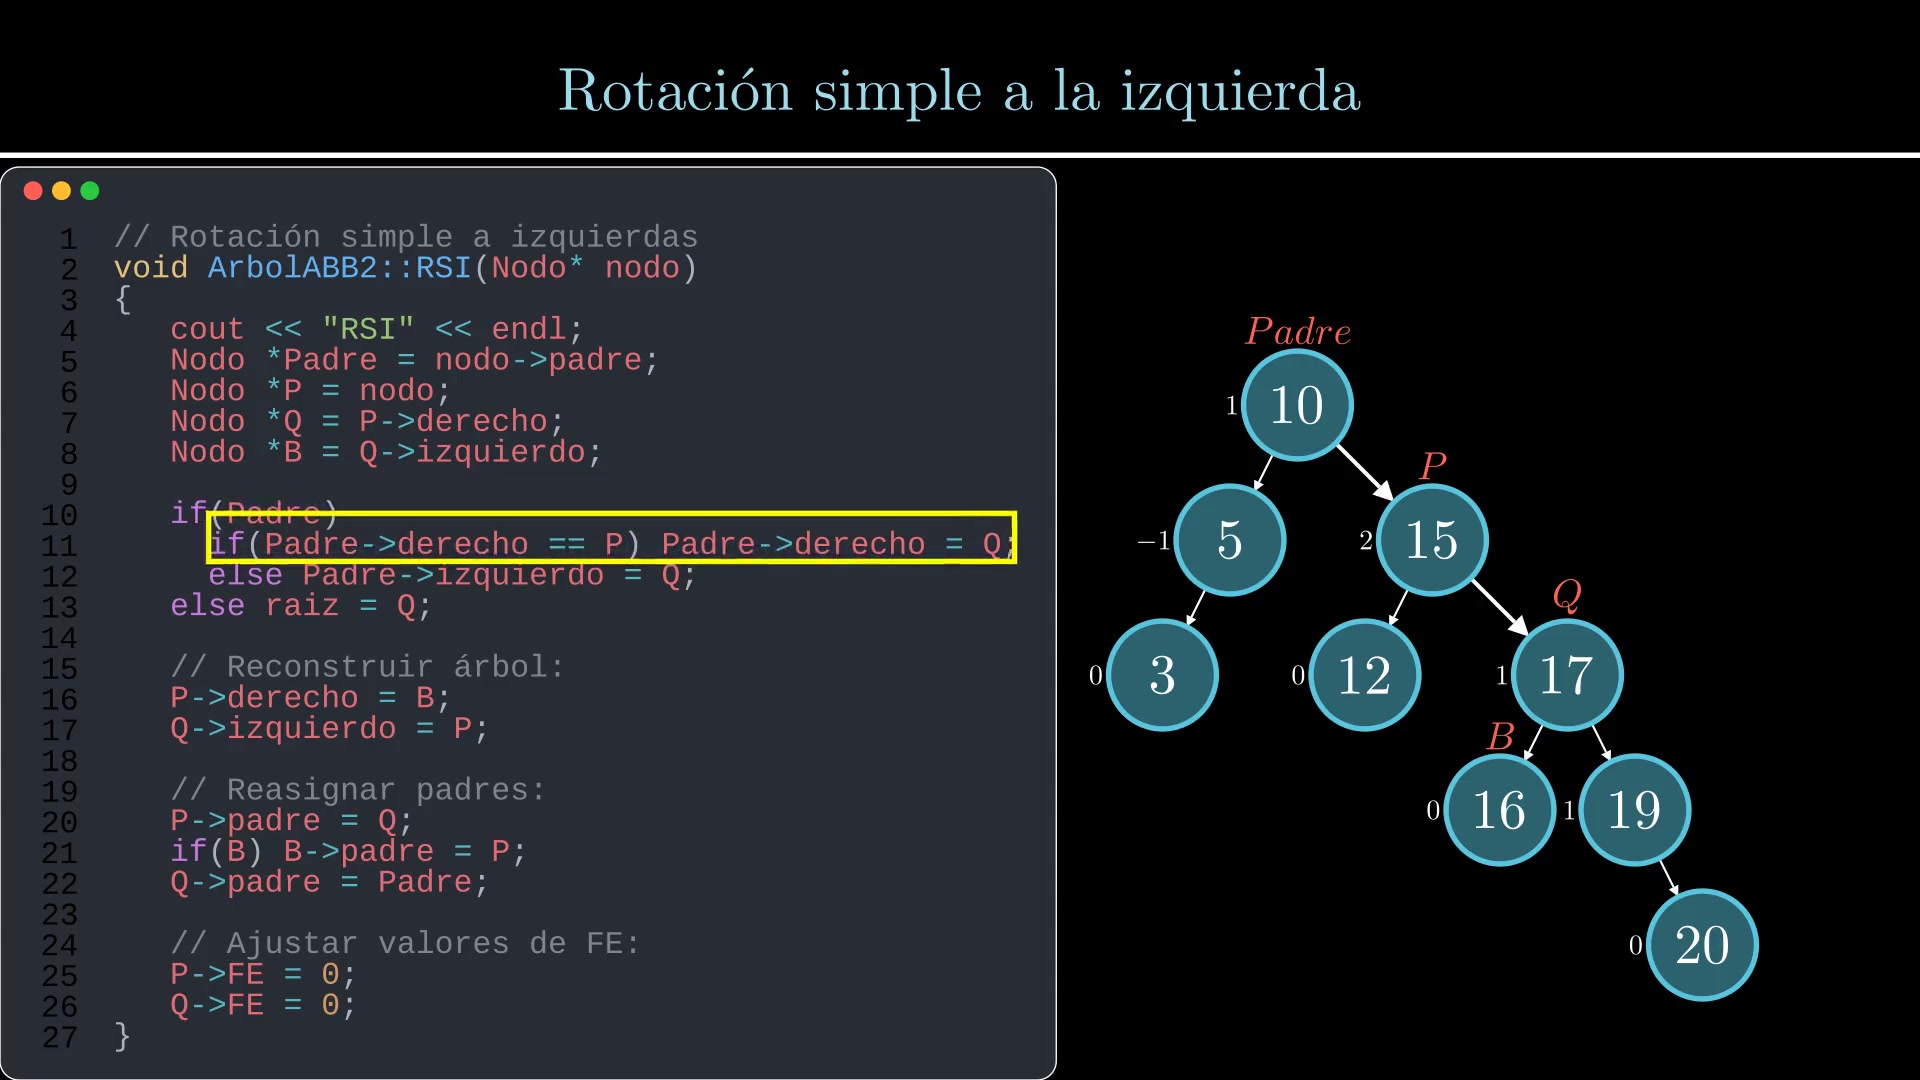 Rotación simple a la izquierda
1 // Rotación simple a izquierdas
2 void ArbolABB2::RSI(Nodo* nodo)
3 {
4 cout << "RSI" << endl;
5 Nodo *Padre = nodo->padre;
6 Nodo *P = nodo;
7 Nodo *Q = P->derecho;
8 Nodo *B = Q->izquierdo;
9
10 if(Padre)
11 if(Padre->derecho == P) Padre->derecho = Q;
12 else Padre->izquierdo = Q;
13 else raiz = Q;
14
15 // Reconstruir árbol:
16 P->derecho = B;
17 Q->izquierdo = P;
18
19 // Reasignar padres:
20 P->padre = Q;
21 if(B) B->padre = P;
22 Q->padre = Padre;
23
24 // Ajustar valores de FE:
25 P->FE = 0;
26 Q->FE = 0;
27 }
Padre
1 10
P
−1 5 2 15
Q
0 3 0 12 1 17
B
0 16 1 19
0 20